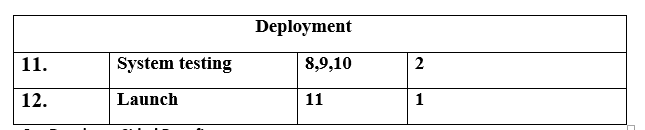 Deployment
11. System testing 8,9,10 2
12. Launch 11 1